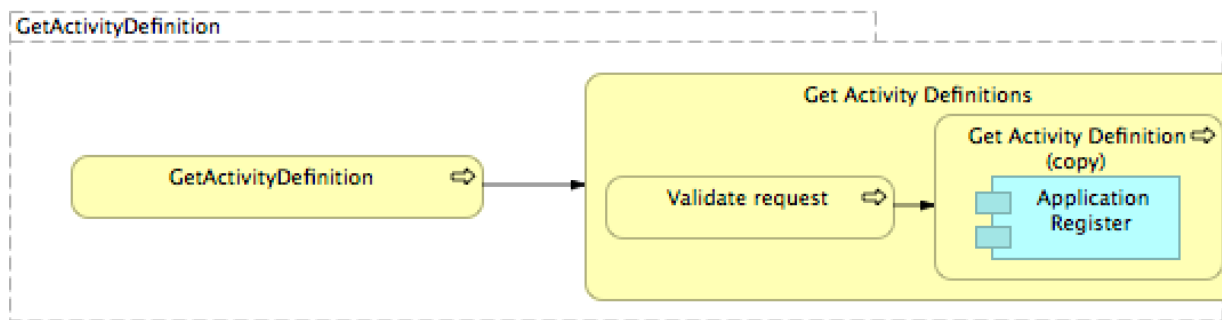 GetActivityDefinition
Get Activity Definitions
GetActivityDefinition
Validate request
Get Activity Definition
(copy)
Application
Register